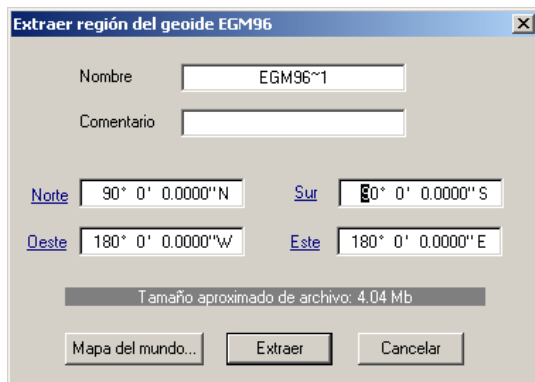 Extraer región del geoide EGM96
Nombre EGM96~1
Comentario
Norte 90° 0' 0.0000"N Sur 90° 0' 0.0000" S
Oeste 180° 0' 0.0000"W Este 180° 0' 0.0000" E
Tamaño aproximado de archivo: 4.04 Mb
Mapa del mundo... Extraer Cancelar